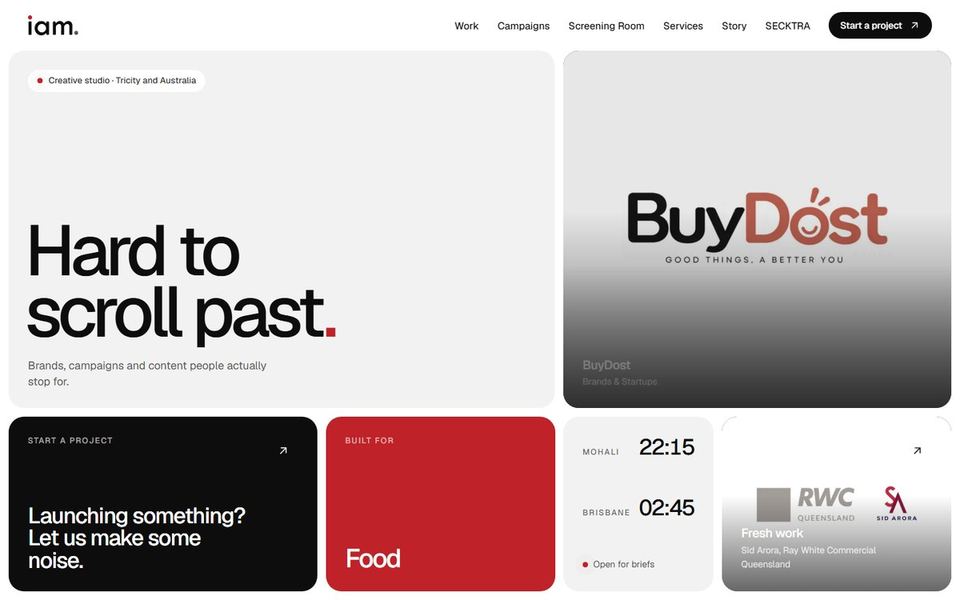 iam.
Work
Campaigns
Screening Room
Services
Story
SECKTRA
Start a project
Creative studio · Tricity and Australia
Hard to
scroll past.
Brands, campaigns and content people actually
stop for.
BuyDost
GOOD THINGS, A BETTER YOU
BuyDost
Brands & Startups
START A PROJECT
Launching something?
Let us make some
noise.
BUILT FOR
Food
MOHALI 22:15
BRISBANE 02:45
Open for briefs
RWC
QUEENSLAND
SA
SID ARORA
Fresh work
Sid Arora, Ray White Commercial
Queensland